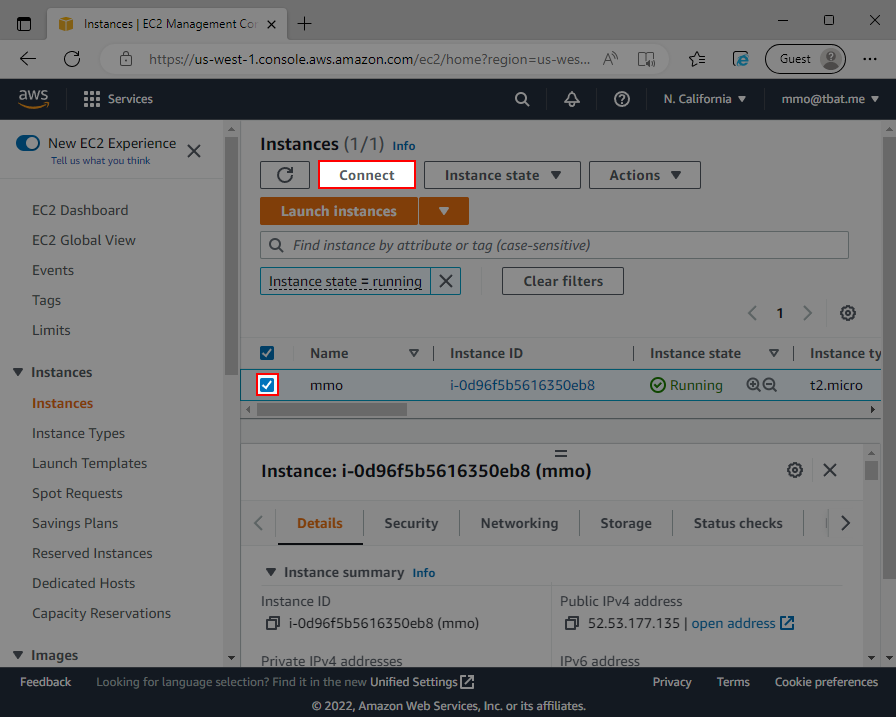 Instances | EC2 Management Cor
https://us-west-1.console.aws.amazon.com/ec2/home?region=us-wes...
Guest
aws
Services
N. California
mmo@tbat.me
New EC2 Experience
Tell us what you think
EC2 Dashboard
EC2 Global View
Events
Tags
Limits
Instances
Instances
Instance Types
Launch Templates
Spot Requests
Savings Plans
Reserved Instances
Dedicated Hosts
Capacity Reservations
Images
Instances (1/1) Info
Connect
Instance state
Actions
Launch instances
Find instance by attribute or tag (case-sensitive)
Instance state = running
Clear filters
1
Name
Instance ID
Instance state
Instance ty
mmo
i-0d96f5b5616350eb8
Running
t2.micro
Instance: i-0d96f5b5616350eb8 (mmo)
Details
Security
Networking
Storage
Status checks
Instance summary Info
Instance ID
i-0d96f5b5616350eb8 (mmo)
Public IPv4 address
52.53.177.135 | open address
Private IPv4 addresses
IPv6 address
Feedback
Looking for language selection? Find it in the new Unified Settings
Privacy
Terms
Cookie preferences
© 2022, Amazon Web Services, Inc. or its affiliates.